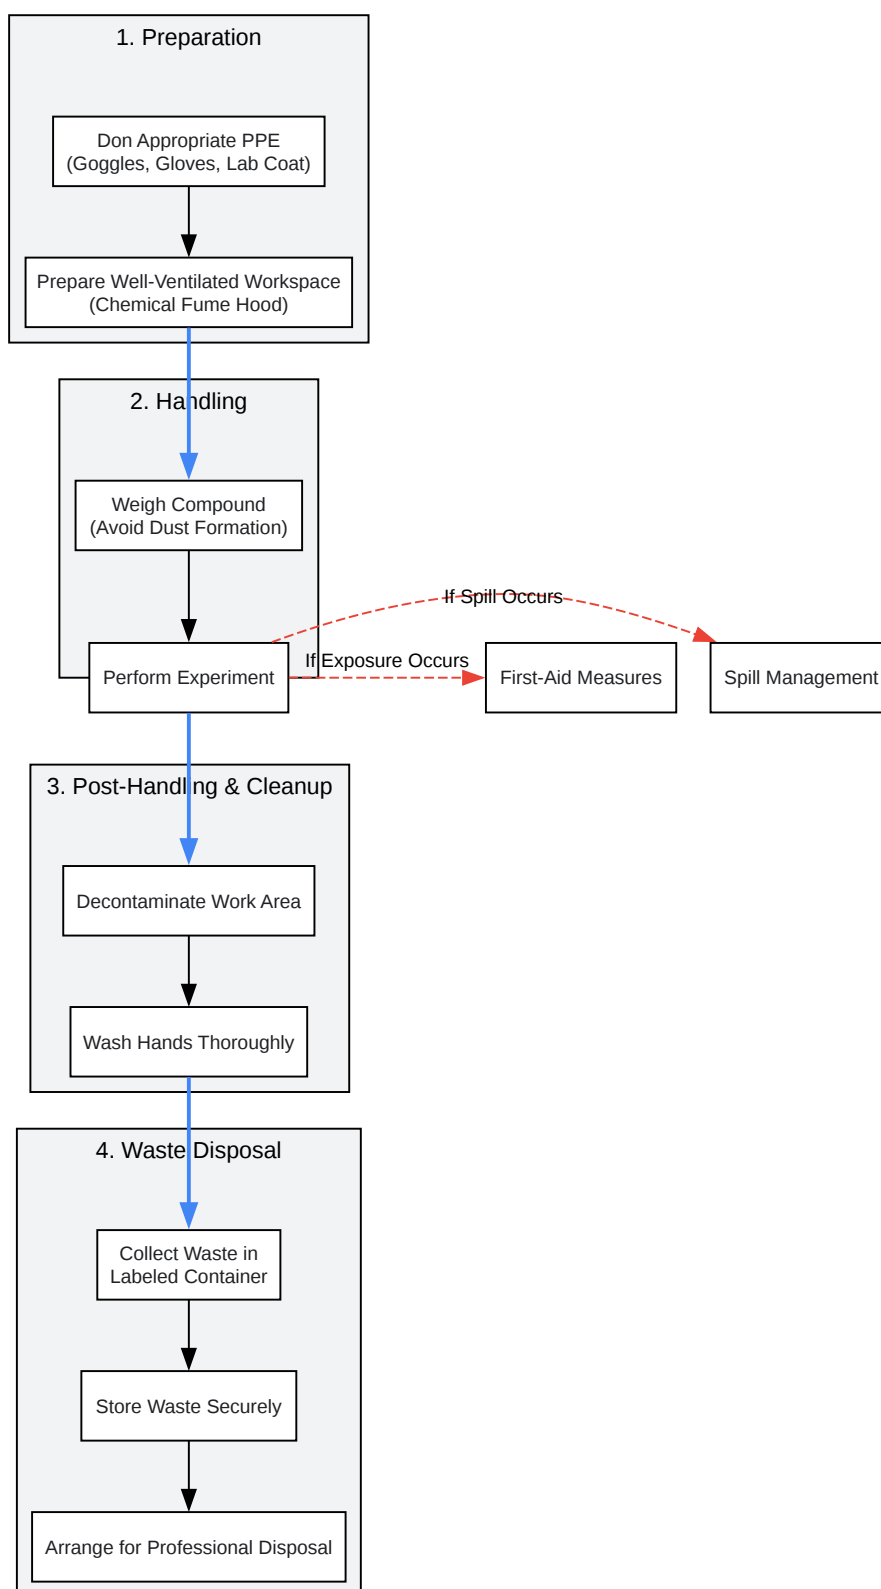 1. Preparation
Don Appropriate PPE
(Goggles, Gloves, Lab Coat)
Prepare Well-Ventilated Workspace
(Chemical Fume Hood)
2. Handling
Weigh Compound
(Avoid Dust Formation)
If Spill Occurs
If Exposure Occurs
Perform Experiment
First-Aid Measures
Spill Management
3. Post-Handling & Cleanup
Decontaminate Work Area
Wash Hands Thoroughly
4. Waste Disposal
Collect Waste in
Labeled Container
Store Waste Securely
Arrange for Professional Disposal